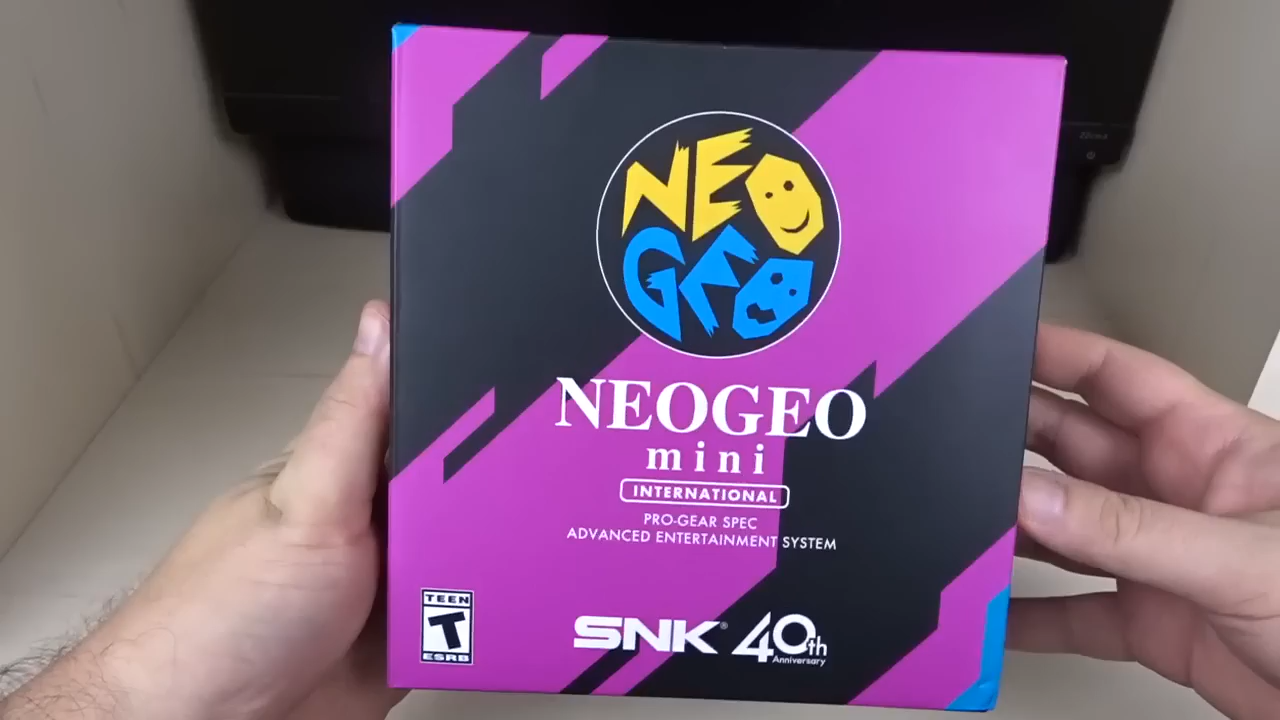 NEO
GEO
NEOGEO
mini
INTERNATIONAL
PRO-GEAR SPEC
ADVANCED ENTERTAINMENT SYSTEM
TEEN
T
ESRB
SNK® 40th
Anniversary